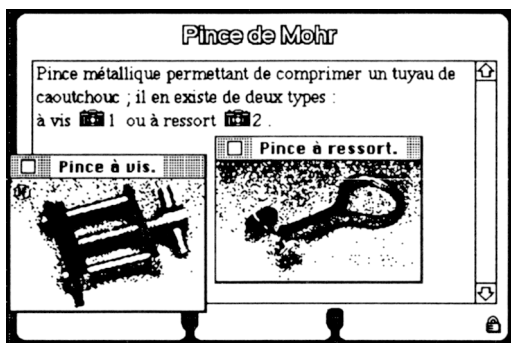 Pince de Mohr
Pince métallique permettant de comprimer un tuyau de
caoutchouc ; il en existe de deux types :
à vis 1 ou à ressort 2 .
Pince à vis.
Pince à ressort.